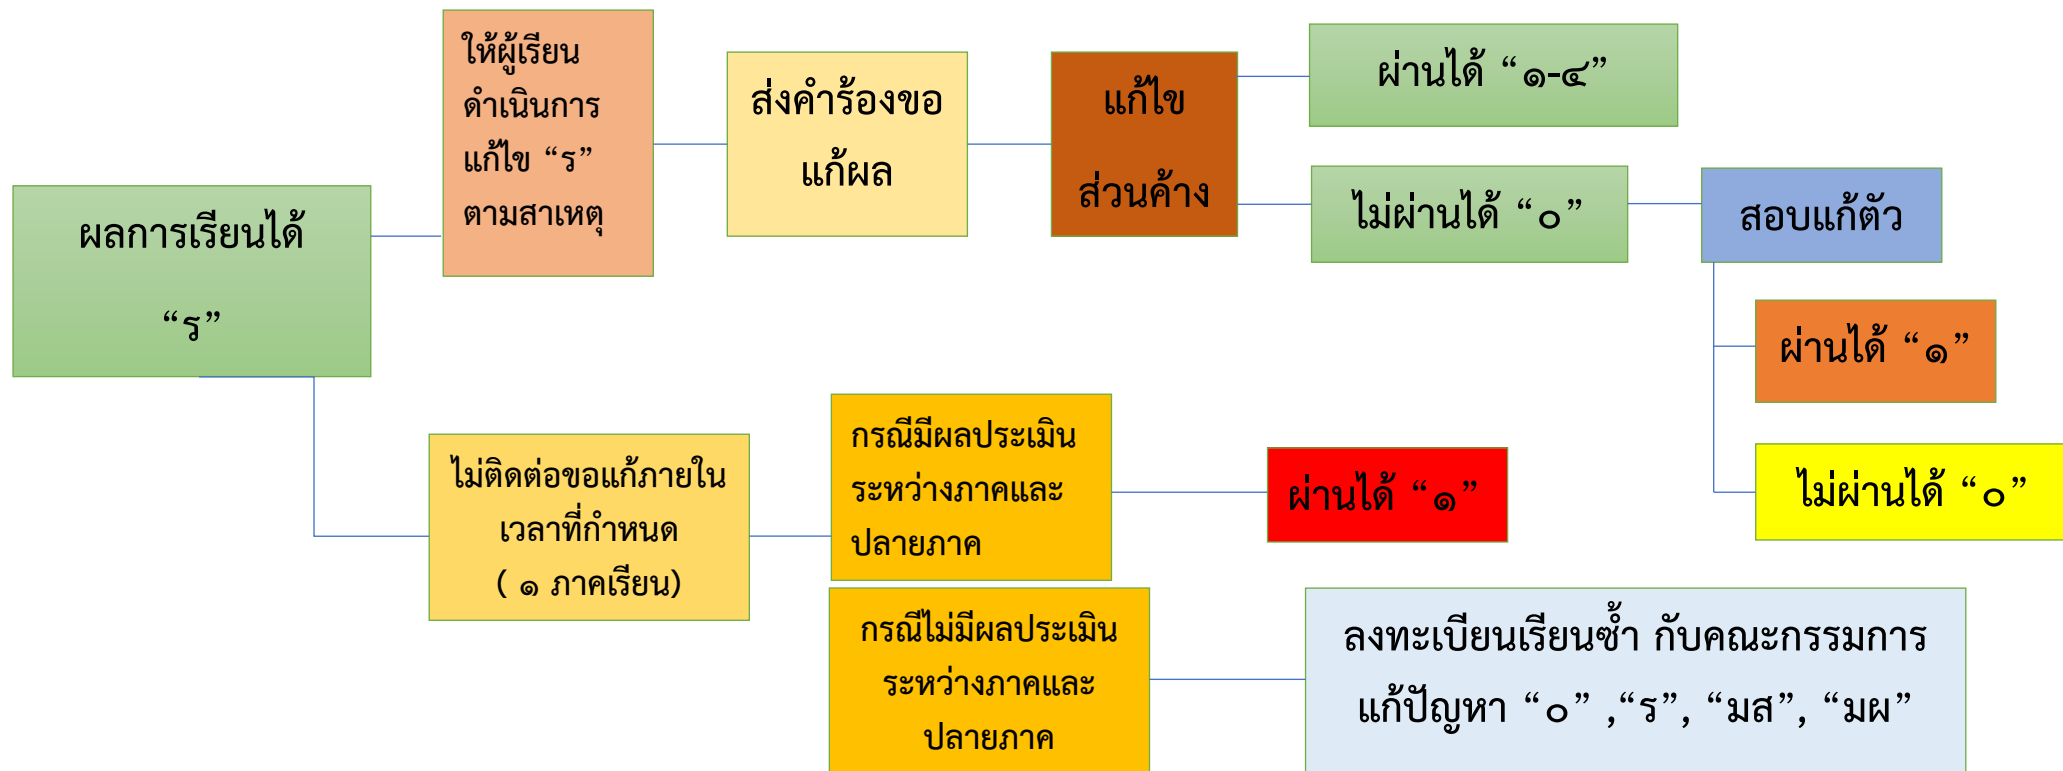 ผลการเรียนได้
“ร”
ให้ผู้เรียน
ดำเนินการ
แก้ไข “ร”
ตามสาเหตุ
ส่งคำร้องขอ
แก้ผล
แก้ไข
ส่วนค้าง
ผ่านได้ “๑-๔”
ไม่ผ่านได้ “๐”
สอบแก้ตัว
ผ่านได้ “๑”
ไม่ผ่านได้ “๐”
ไม่ติดต่อขอแก้ภายใน
เวลาที่กำหนด
( ๑ ภาคเรียน)
กรณีมีผลประเมิน
ระหว่างภาคและ
ปลายภาค
ผ่านได้ “๑”
กรณีไม่มีผลประเมิน
ระหว่างภาคและ
ปลายภาค
ลงทะเบียนเรียนซ้ำ กับคณะกรรมการ
แก้ปัญหา “๐” ,“ร”, “มส”, “มผ”